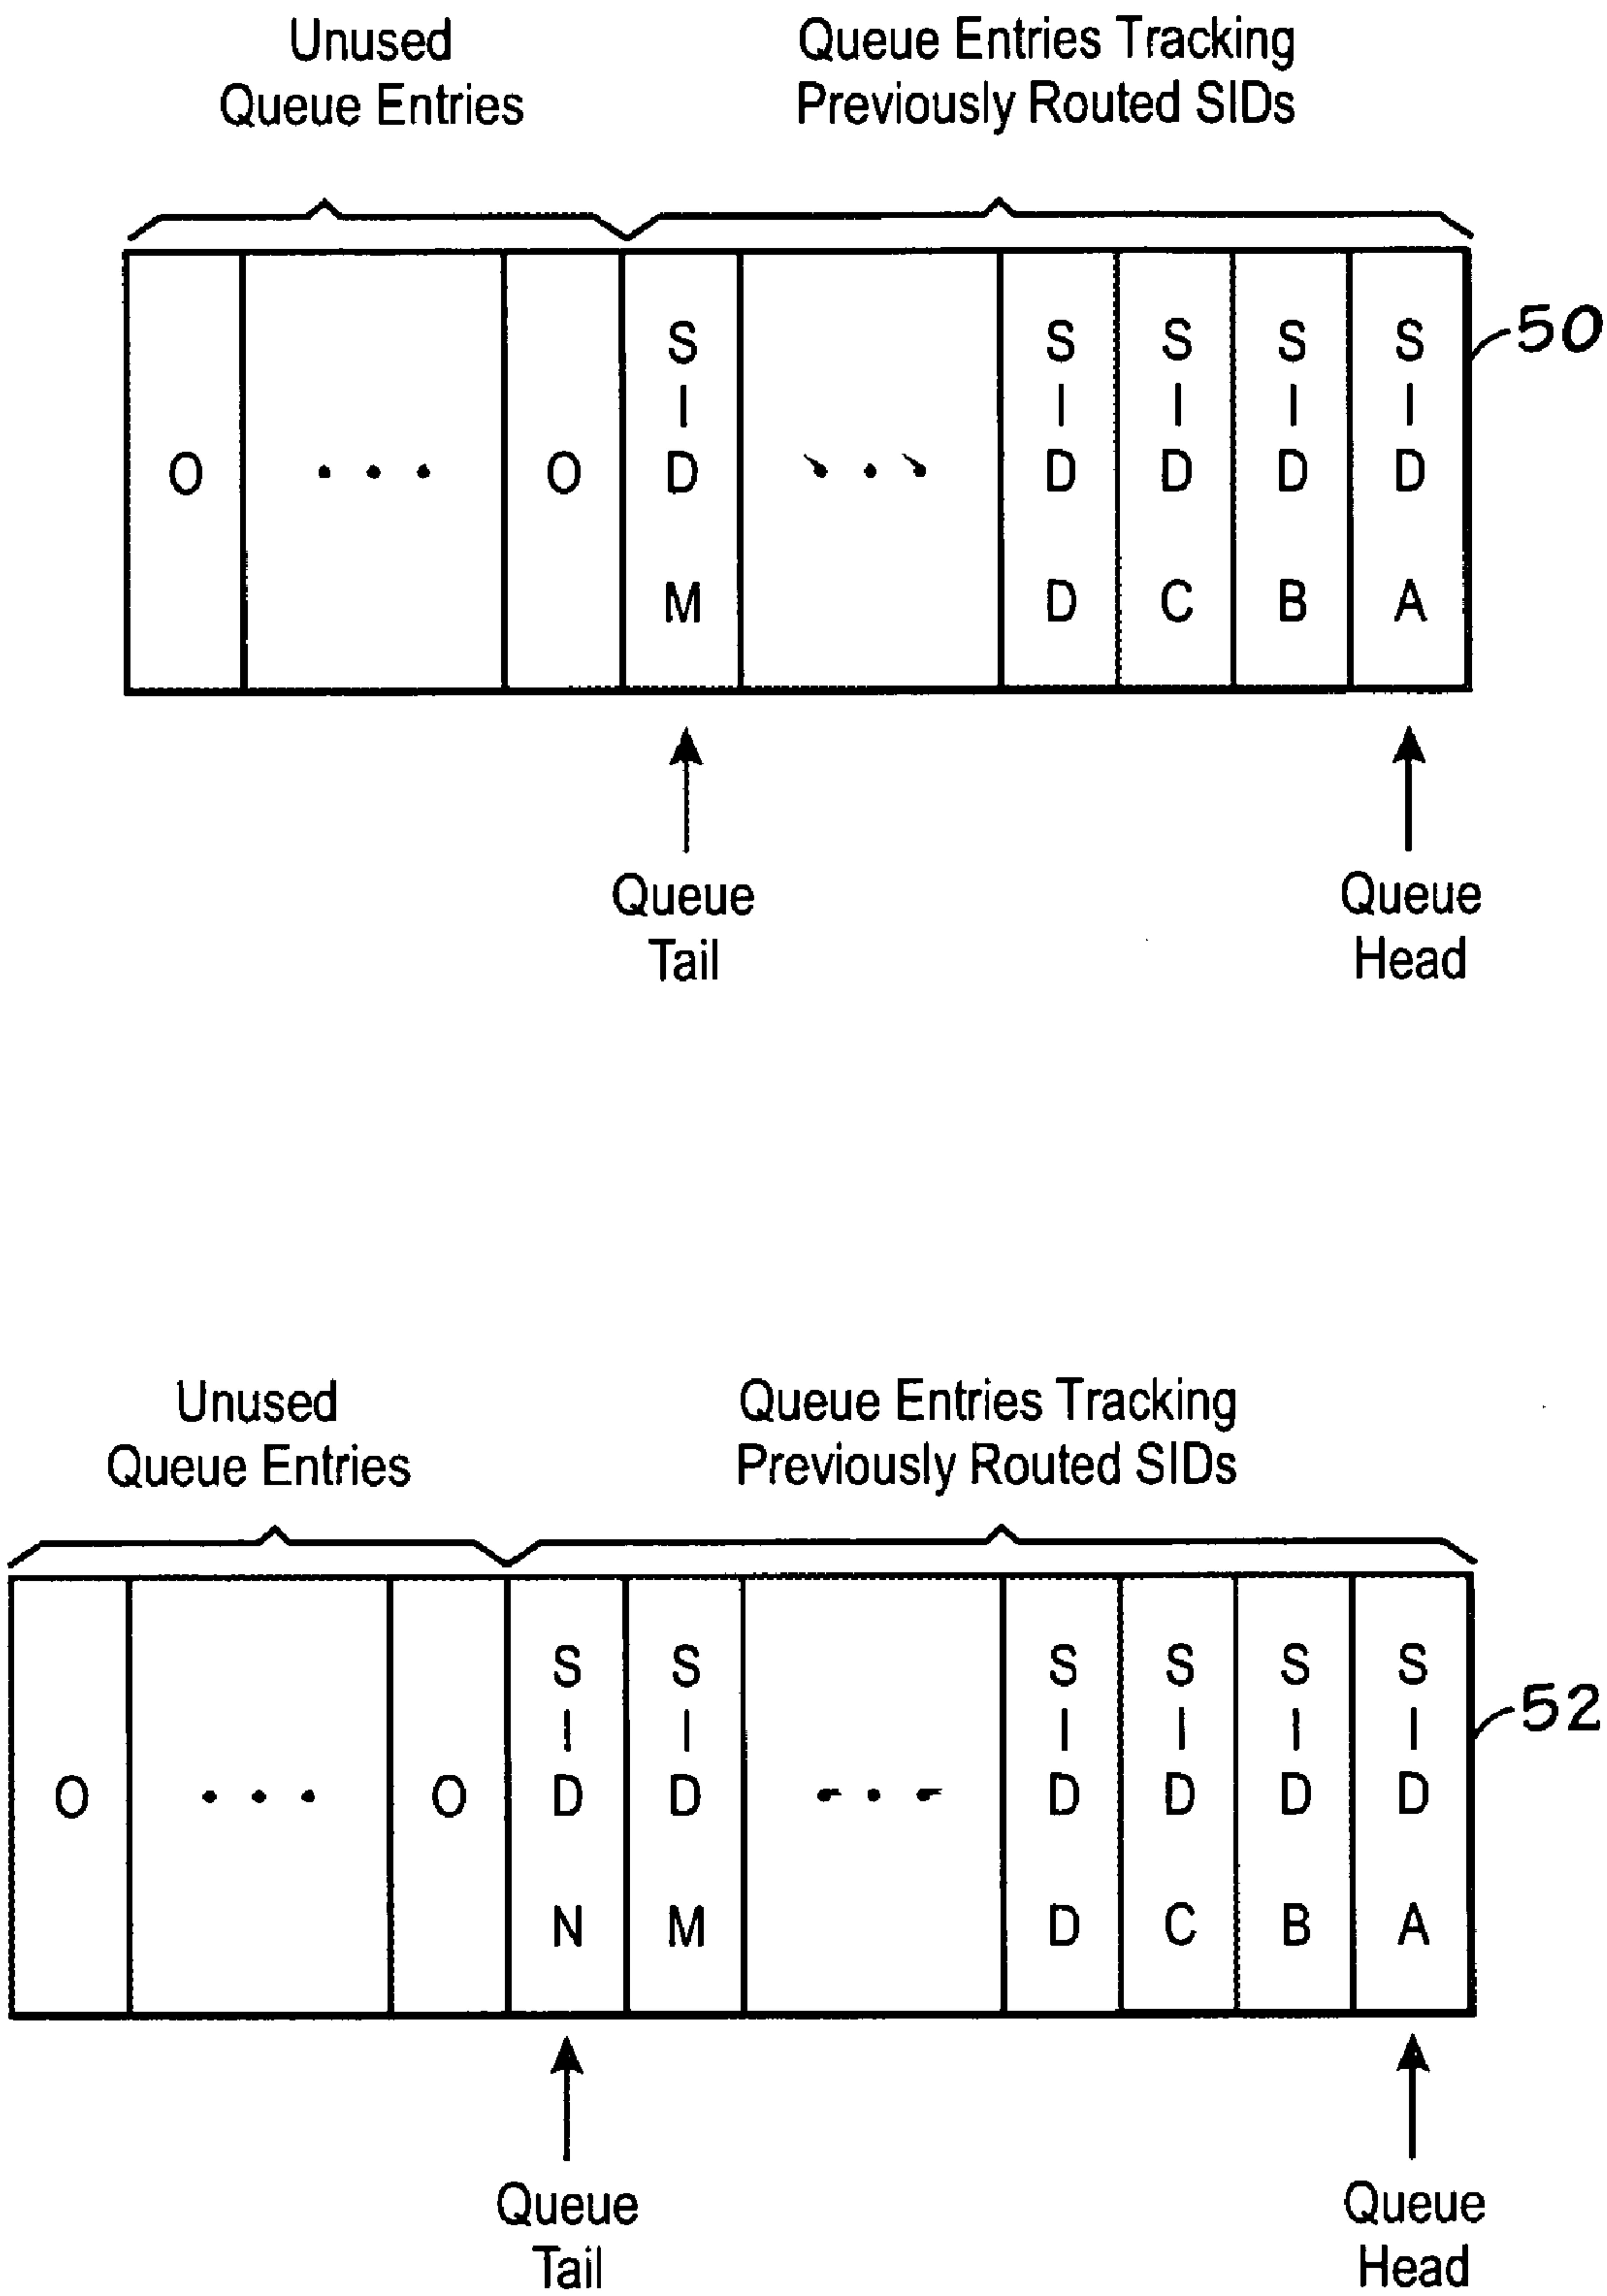 Unused
Queue Entries
Queue Entries Tracking
Previously Routed SIDs
O
• • •
O
S
I
D
M
• • •
S
I
D
D
S
I
D
C
S
I
D
B
S
I
D
A
50
Queue
Tail
Queue
Head
Unused
Queue Entries
Queue Entries Tracking
Previously Routed SIDs
O
• • •
O
S
I
D
N
S
I
D
M
• • •
S
I
D
D
S
I
D
C
S
I
D
B
S
I
D
A
52
Queue
Tail
Queue
Head